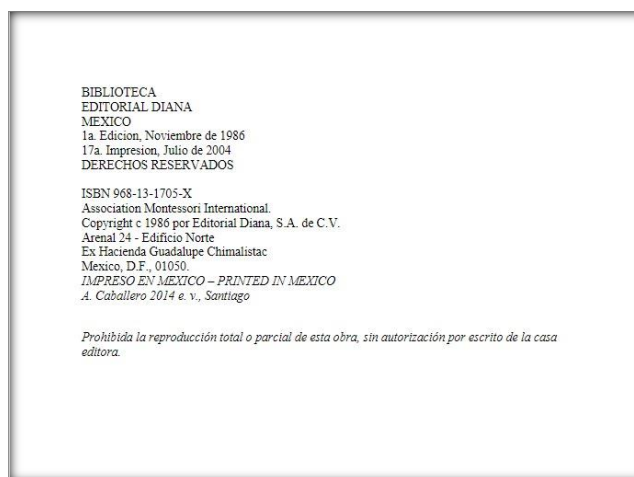 BIBLIOTECA
EDITORIAL DIANA
MEXICO
1a. Edicion, Noviembre de 1986
17a. Impresion, Julio de 2004
DERECHOS RESERVADOS
ISBN 968-13-1705-X
Association Montessori International.
Copyright c 1986 por Editorial Diana, S.A. de C.V.
Arenal 24 - Edificio Norte
Ex Hacienda Guadalupe Chimalistac
Mexico, D.F., 01050.
IMPRESO EN MEXICO – PRINTED IN MEXICO
A. Caballero 2014 e. v., Santiago
Prohibida la reproducción total o parcial de esta obra, sin autorización por escrito de la casa
editora.